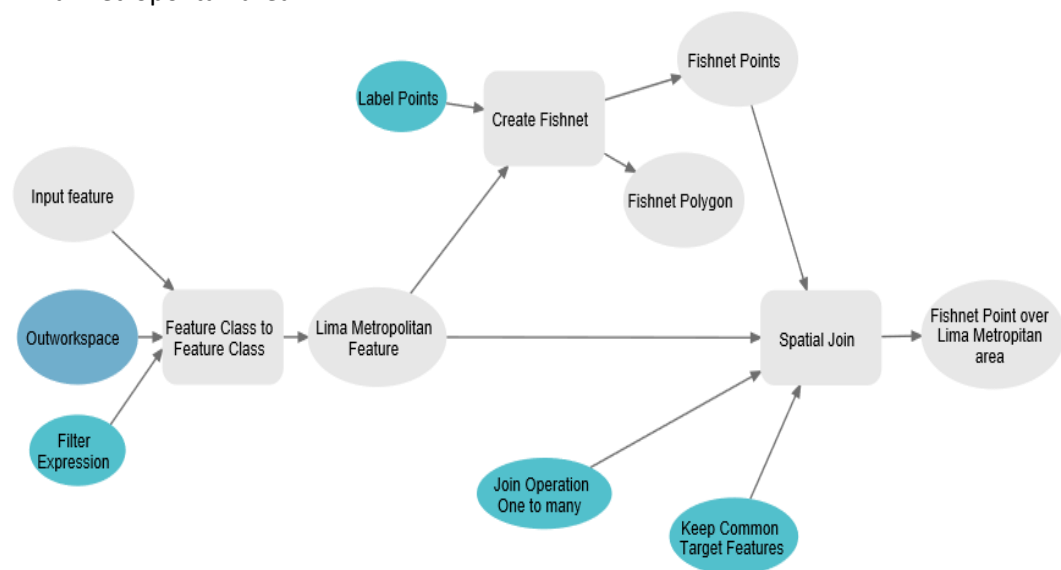 Fishnet Points
Label Points
Create Fishnet
Input feature
Fishnet Polygon
Outworkspace
Feature Class to
Feature Class
Lima Metropolitan
Feature
Spatial Join
Fishnet Point over
Lima Metropitan
area
Filter
Expression
Join Operation
One to many
Keep Common
Target Features